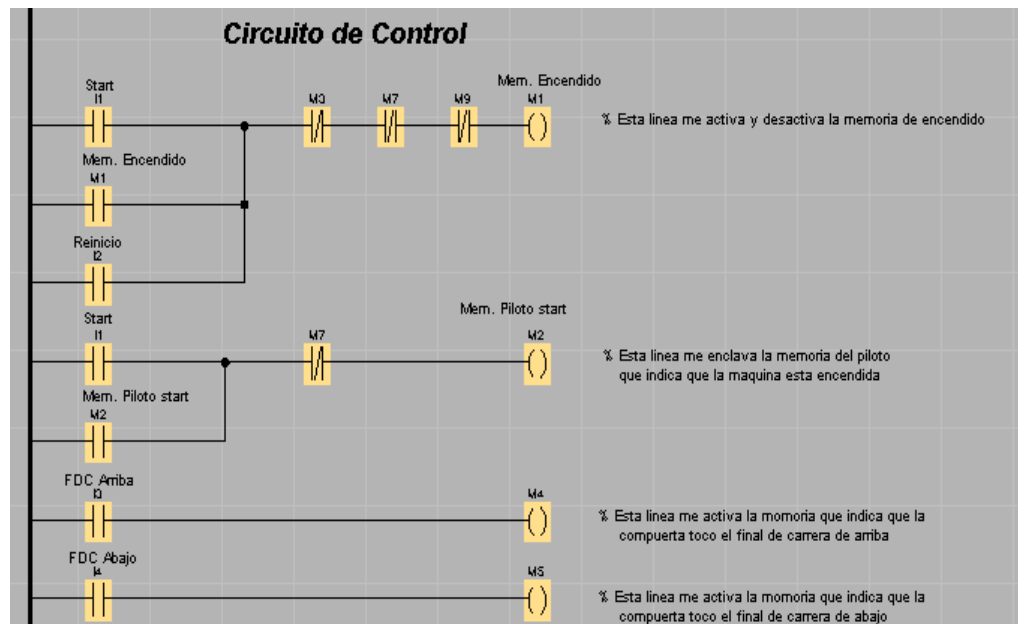 Circuito de Control
Start
I1
M3 M7 M9
Mem. Encendido
M1
% Esta linea me activa y desactiva la memoria de encendido
Mem. Encendido
M1
Reinicio
I2
Start
I1
M7
Mem. Piloto start
M2
% Esta linea me enclava la memoria del piloto
que indica que la maquina esta encendida
Mem. Piloto start
M2
FDC Arriba
I3
M4
% Esta linea me activa la momoria que indica que la
compuerta toco el final de carrera de arriba
FDC Abajo
I4
M5
% Esta linea me activa la momoria que indica que la
compuerta toco el final de carrera de abajo